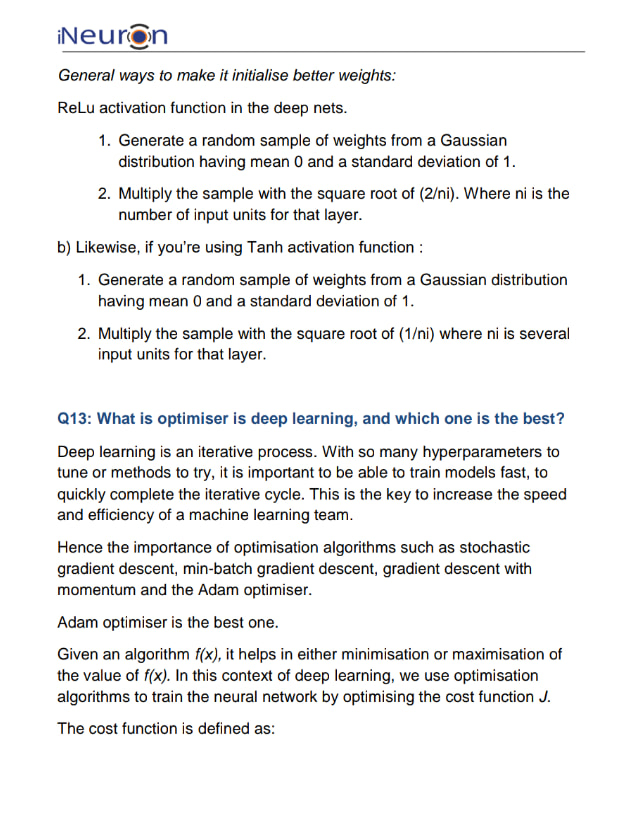 iNeuron
General ways to make it initialise better weights:
ReLu activation function in the deep nets.
1. Generate a random sample of weights from a Gaussian
distribution having mean 0 and a standard deviation of 1.
2. Multiply the sample with the square root of (2/ni). Where ni is the
number of input units for that layer.
b) Likewise, if you're using Tanh activation function :
1. Generate a random sample of weights from a Gaussian distribution
having mean 0 and a standard deviation of 1.
2. Multiply the sample with the square root of (1/ni) where ni is several
input units for that layer.
Q13: What is optimiser is deep learning, and which one is the best?
Deep learning is an iterative process. With so many hyperparameters to
tune or methods to try, it is important to be able to train models fast, to
quickly complete the iterative cycle. This is the key to increase the speed
and efficiency of a machine learning team.
Hence the importance of optimisation algorithms such as stochastic
gradient descent, min-batch gradient descent, gradient descent with
momentum and the Adam optimiser.
Adam optimiser is the best one.
Given an algorithm f(x), it helps in either minimisation or maximisation of
the value of f(x). In this context of deep learning, we use optimisation
algorithms to train the neural network by optimising the cost function J.
The cost function is defined as: